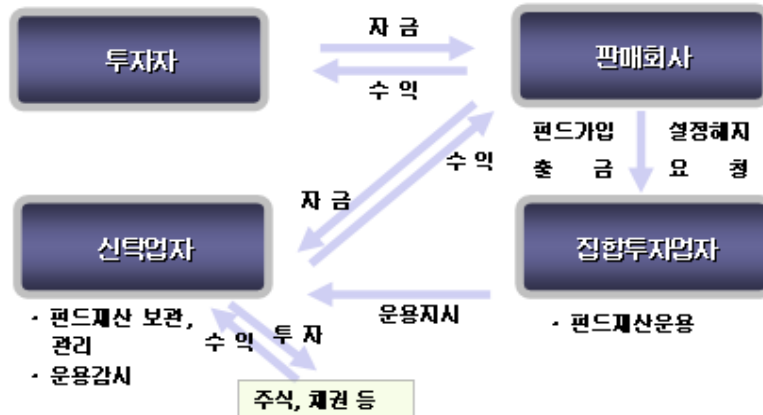 자 금
투자자
판매회사
수 익
펀드가입 설정해지
출 금 요 청
수 익
자 금
신탁업자
집합투자업자
운용지시
· 펀드재산 보관,
관리
· 운용감시
수 익
투 자
· 펀드재산운용
주식, 채권 등